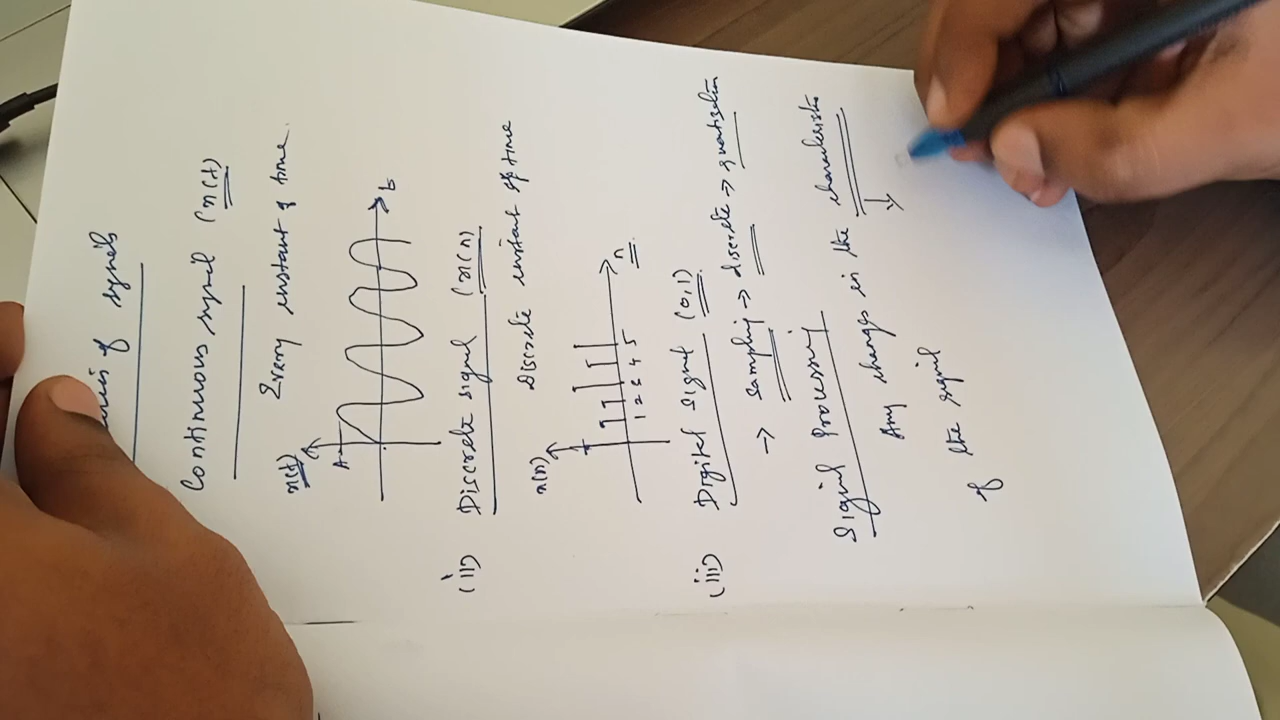 of signals
Continuous signal (x(t)
Every instant of time.
x(t)
A
t
(ii) Discrete signal (x(n)
Discrete instant of time
x(n)
1 2 3 4 5
n
(iii) Digital signal (0,1)
→ sampling → discrete → quantization
Signal Processing
Any changes in the characteristic
of the signal